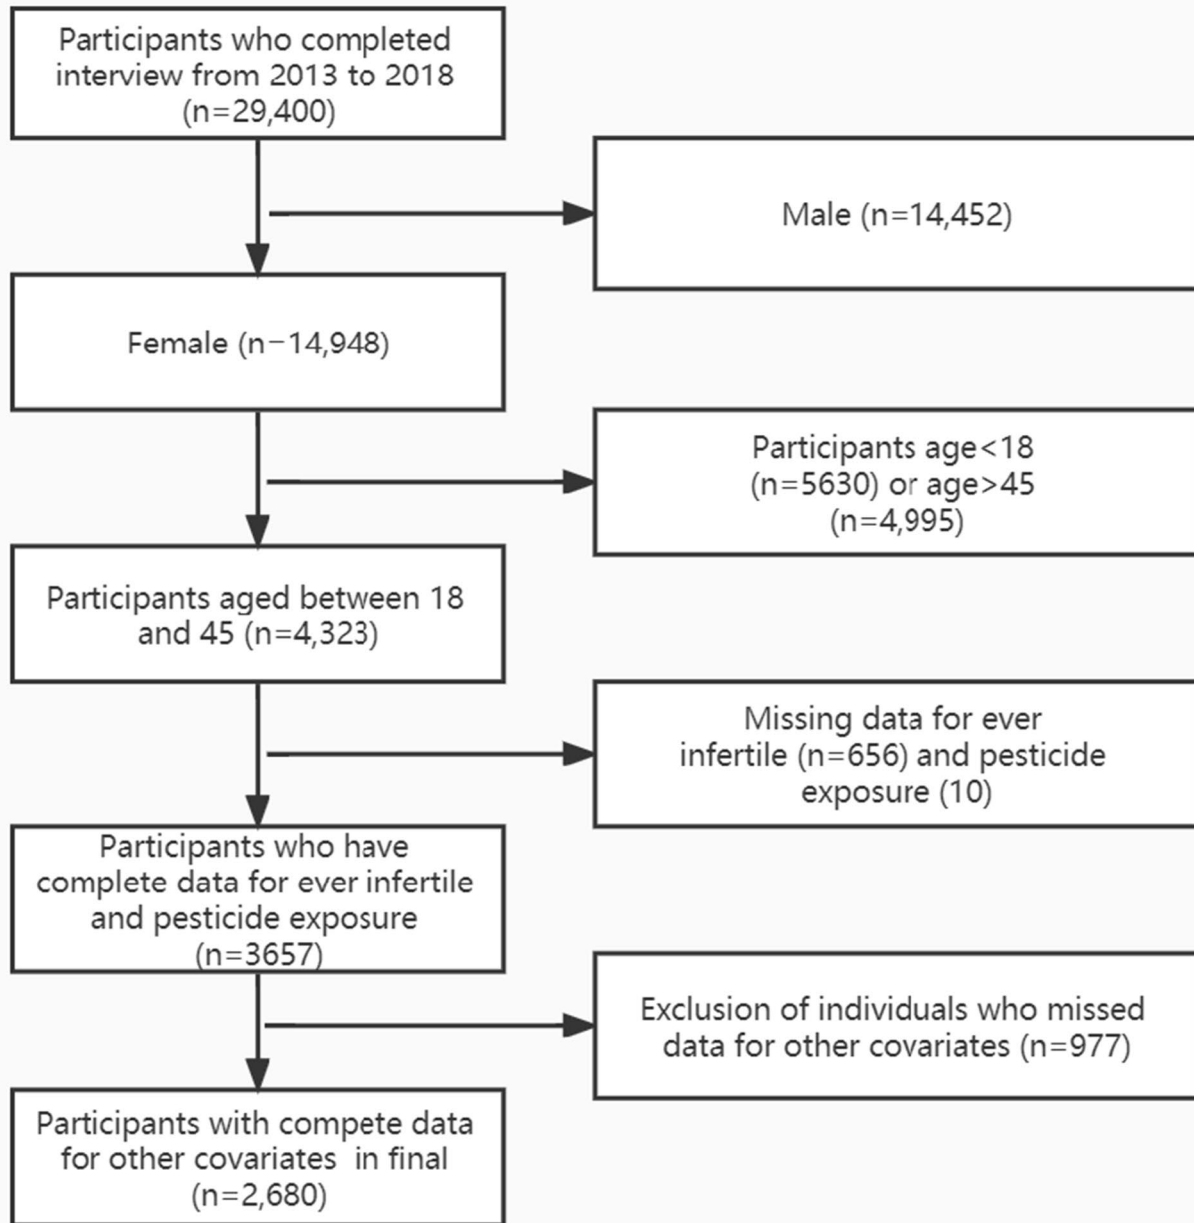 Participants who completed
interview from 2013 to 2018
(n=29,400)
Male (n=14,452)
Female (n−14,948)
Participants age<18
(n=5630) or age>45
(n=4,995)
Participants aged between 18
and 45 (n=4,323)
Missing data for ever
infertile (n=656) and pesticide
exposure (10)
Participants who have
complete data for ever infertile
and pesticide exposure
(n=3657)
Exclusion of individuals who missed
data for other covariates (n=977)
Participants with compete data
for other covariates in final
(n=2,680)